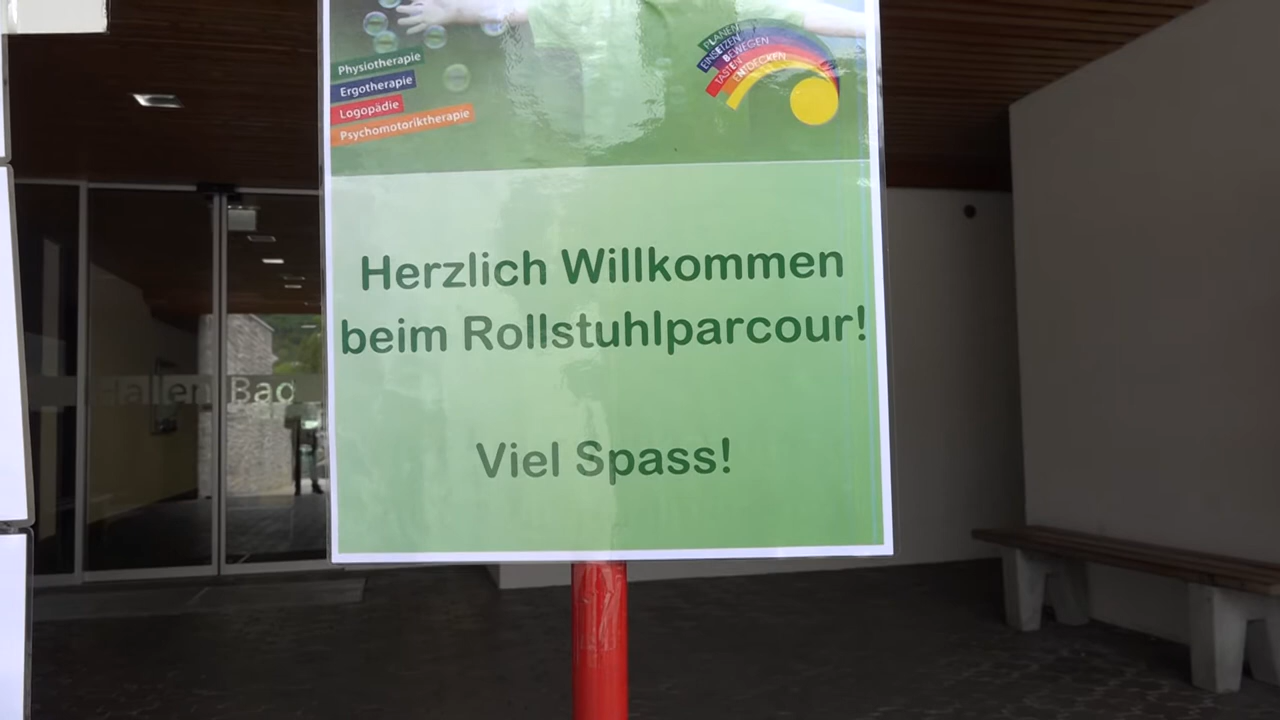 Physiotherapie
Ergotherapie
Logopädie
Psychomotoriktherapie
PLANEN
EINSETZEN
BEWEGEN
TASTEN
ENTDECKEN
Herzlich Willkommen
beim Rollstuhlparcour!
Viel Spass!
Hallen Bad